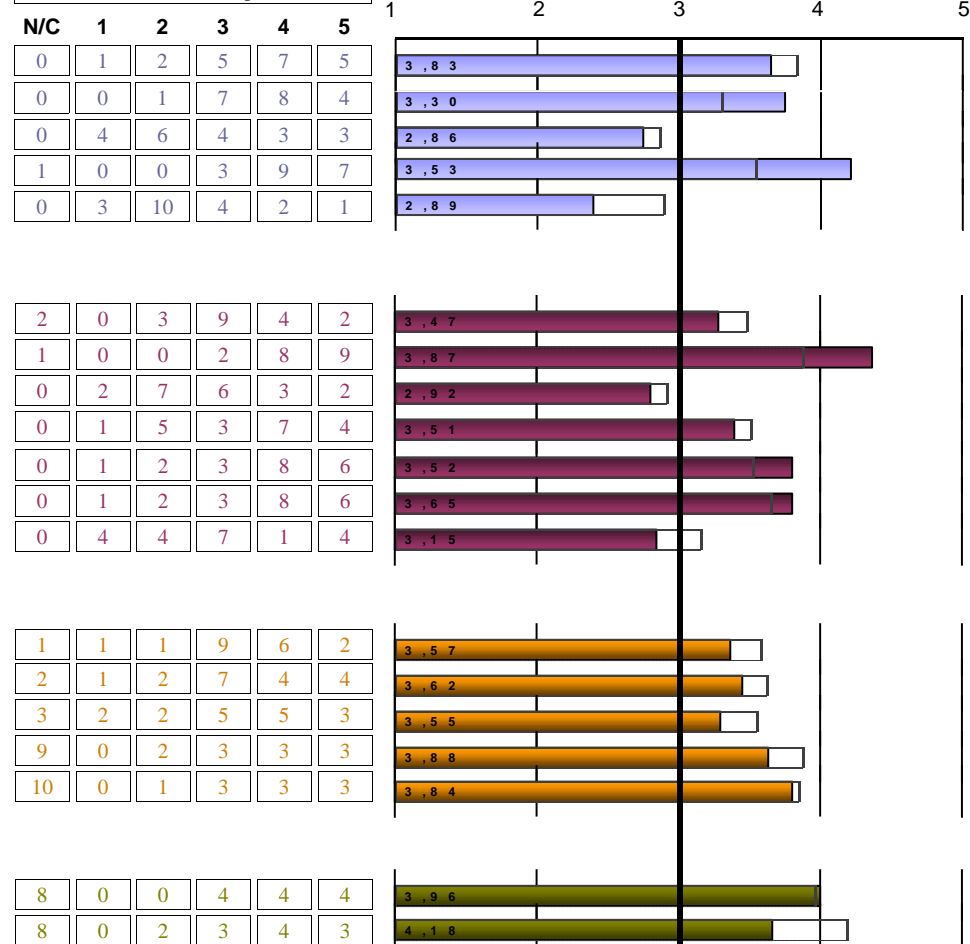 1 2 3 4 5
N/C 1 2 3 4 5
0 1 2 5 7 5 3,83
0 0 1 7 8 4 3,30
0 4 6 4 3 3 2,86
1 0 0 3 9 7 3,53
0 3 10 4 2 1 2,89
2 0 3 9 4 2 3,47
1 0 0 2 8 9 3,87
0 2 7 6 3 2 2,92
0 1 5 3 7 4 3,51
0 1 2 3 8 6 3,52
0 1 2 3 8 6 3,65
0 4 4 7 1 4 3,15
1 1 1 9 6 2 3,57
2 1 2 7 4 4 3,62
3 2 2 5 5 3 3,55
9 0 2 3 3 3 3,88
10 0 1 3 3 3 3,84
8 0 0 4 4 4 3,96
8 0 2 3 4 3 4,18